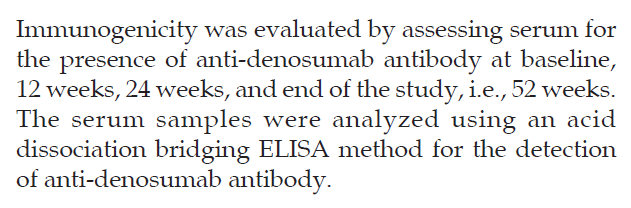 Immunogenicity was evaluated by assessing serum for
the presence of anti-denosumab antibody at baseline,
12 weeks, 24 weeks, and end of the study, i.e., 52 weeks.
The serum samples were analyzed using an acid
dissociation bridging ELISA method for the detection
of anti-denosumab antibody.